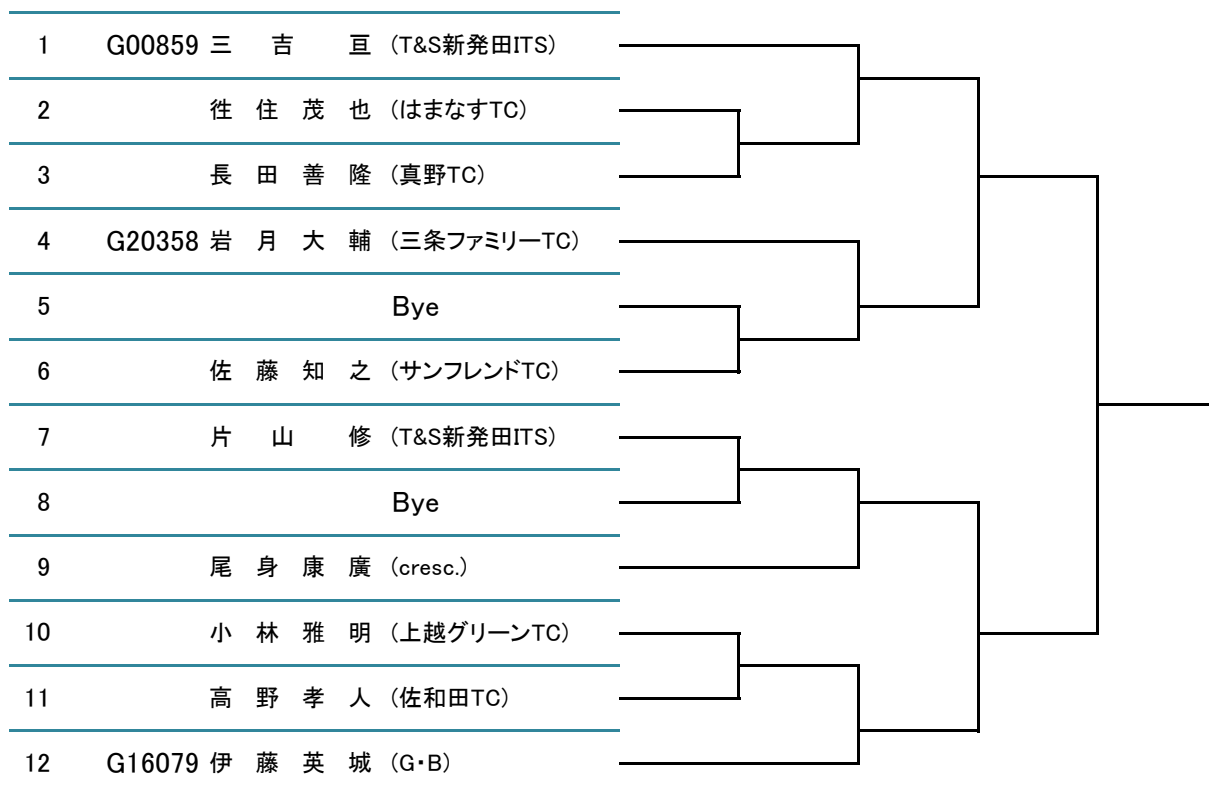 1 G00859 三 吉 亘 (T&S新発田ITS)
2 徃 住 茂 也 (はまなすTC)
3 長 田 善 隆 (真野TC)
4 G20358 岩 月 大 輔 (三条ファミリーTC)
5 Bye
6 佐 藤 知 之 (サンフレンドTC)
7 片 山 修 (T&S新発田ITS)
8 Bye
9 尾 身 康 廣 (cresc.)
10 小 林 雅 明 (上越グリーンTC)
11 高 野 孝 人 (佐和田TC)
12 G16079 伊 藤 英 城 (G・B)